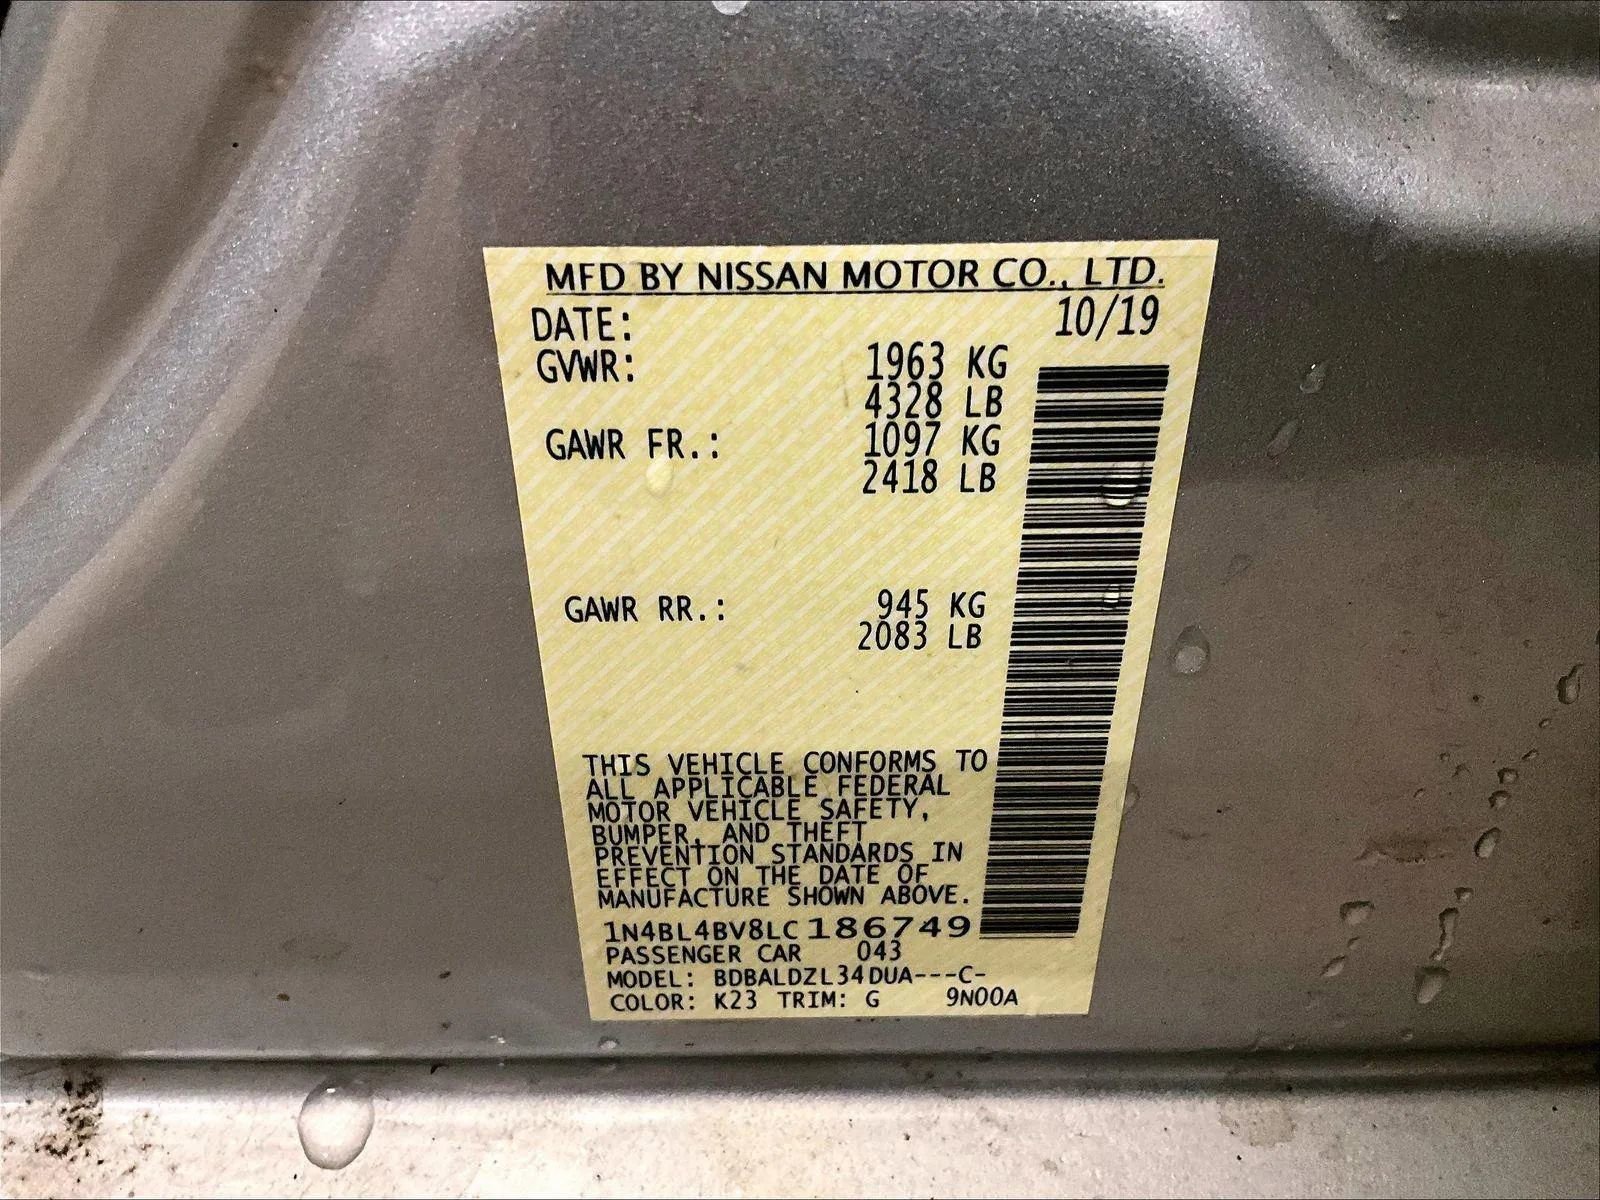 MFD BY NISSAN MOTOR CO., LTD.
DATE: 10/19
GVWR: 1963 KG
4328 LB
GAWR FR.: 1097 KG
2418 LB
GAWR RR.: 945 KG
2083 LB
THIS VEHICLE CONFORMS TO
ALL APPLICABLE FEDERAL
MOTOR VEHICLE SAFETY,
BUMPER, AND THEFT
PREVENTION STANDARDS IN
EFFECT ON THE DATE OF
MANUFACTURE SHOWN ABOVE.
1N4BL4BV8LC186749
PASSENGER CAR 043
MODEL: BDBALDZL34DUA---C-
COLOR: K23 TRIM: G 9N00A